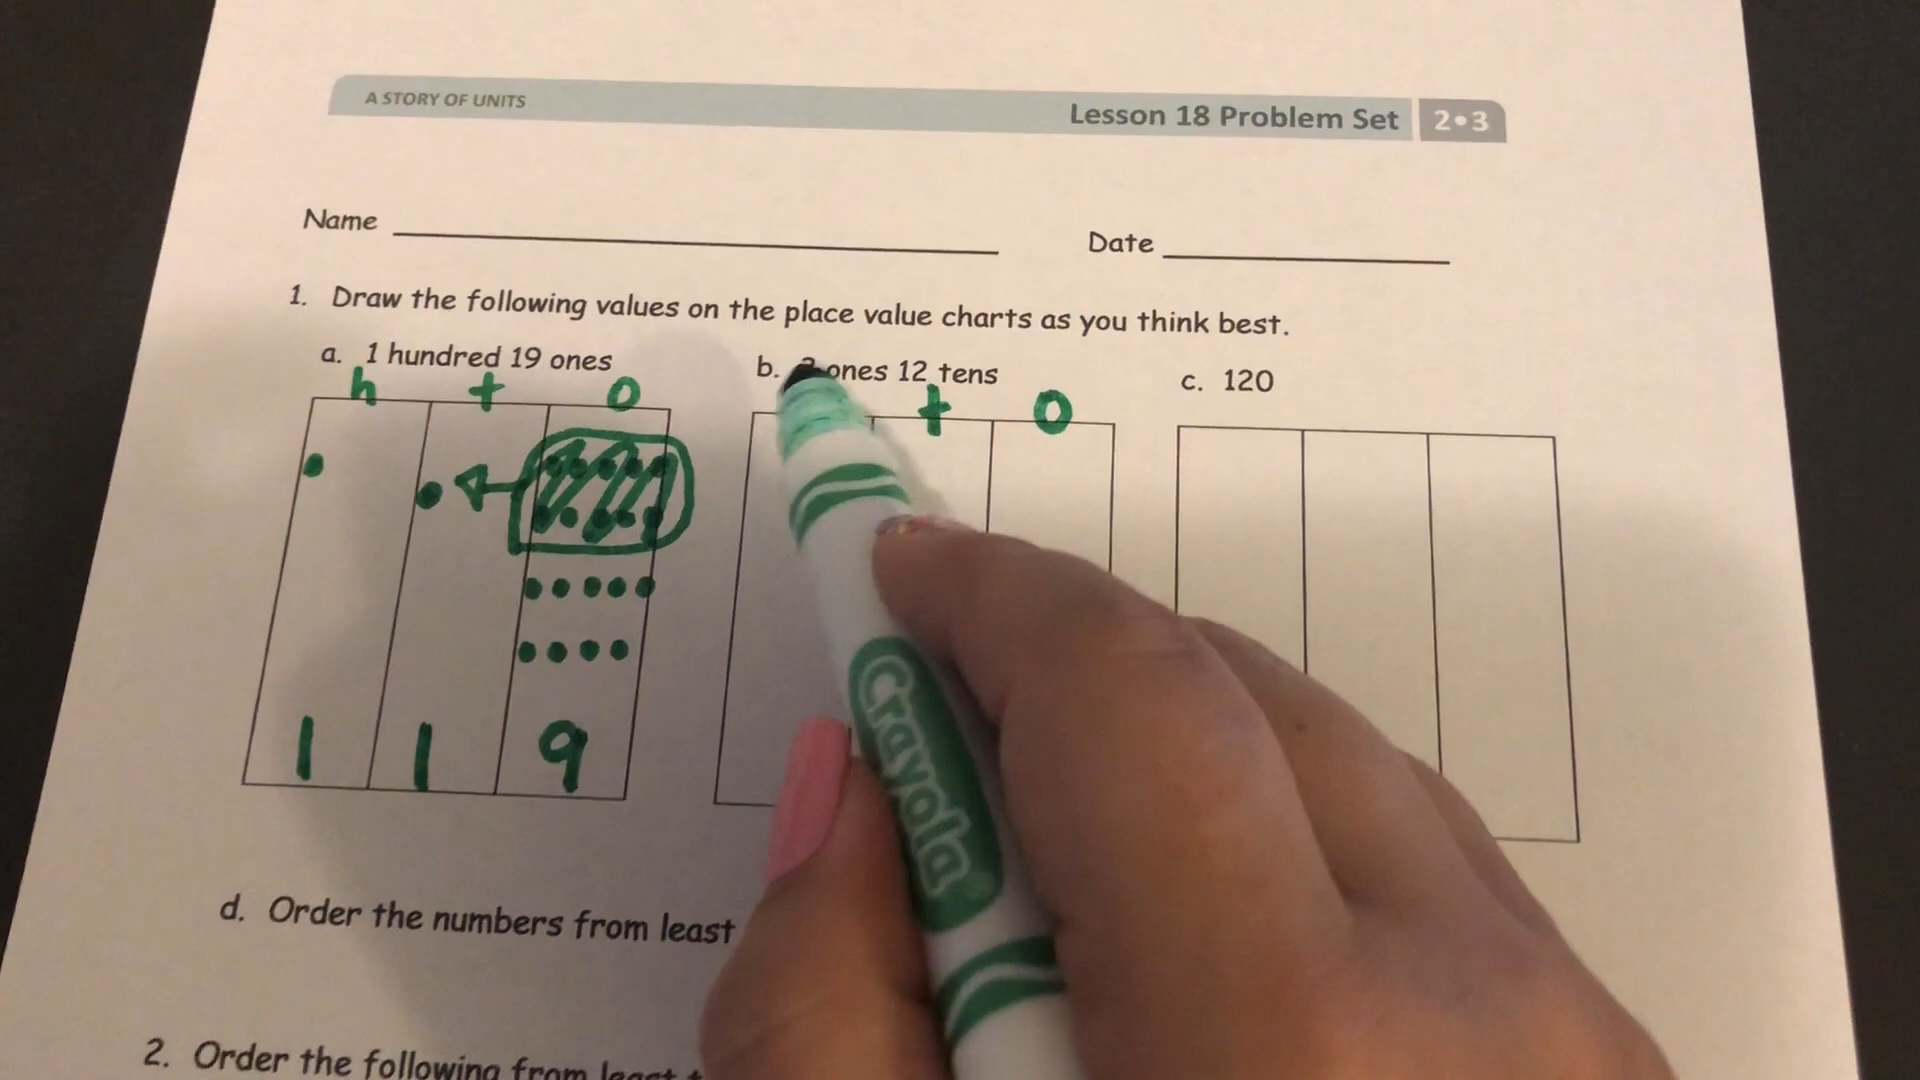 A STORY OF UNITS
Lesson 18 Problem Set 2•3
Name
Date
1. Draw the following values on the place value charts as you think best.
a. 1 hundred 19 ones
b. ones 12 tens
c. 120
h t o
t o
1 1 9
Crayola
d. Order the numbers from least
2. Order the following from least